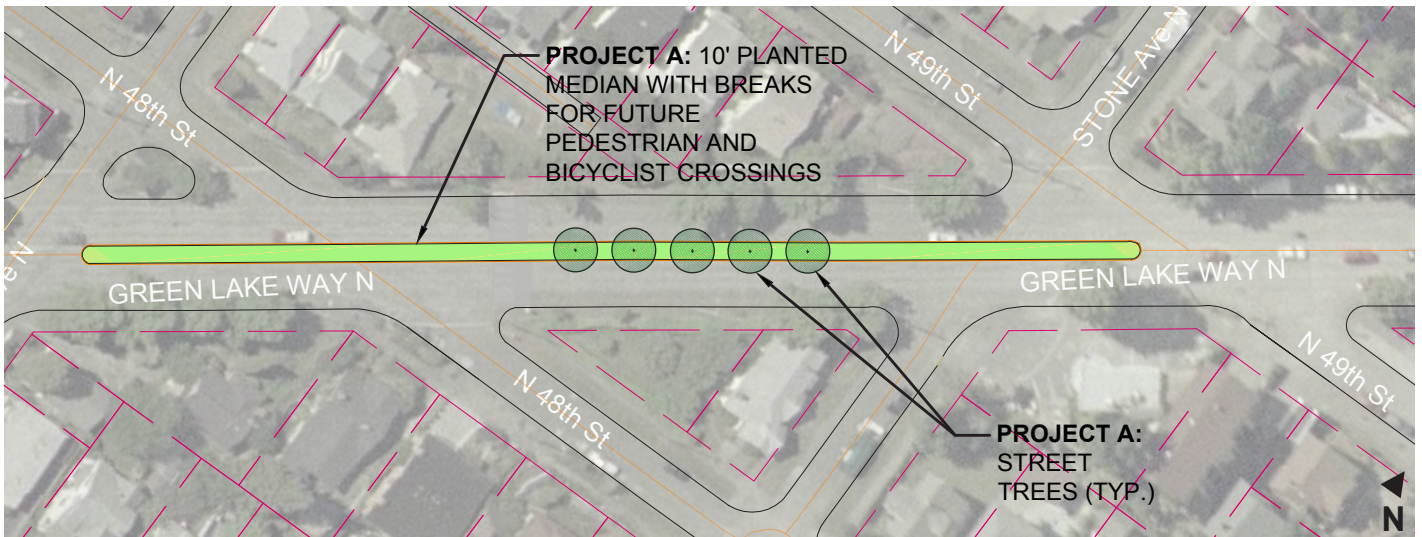 N 48th St
PROJECT A: 10' PLANTED
MEDIAN WITH BREAKS
FOR FUTURE
PEDESTRIAN AND
BICYCLIST CROSSINGS
N 49th St
STONE Ave N
e N
GREEN LAKE WAY N
GREEN LAKE WAY N
N 48th St
N 49th St
PROJECT A:
STREET
TREES (TYP.)
N